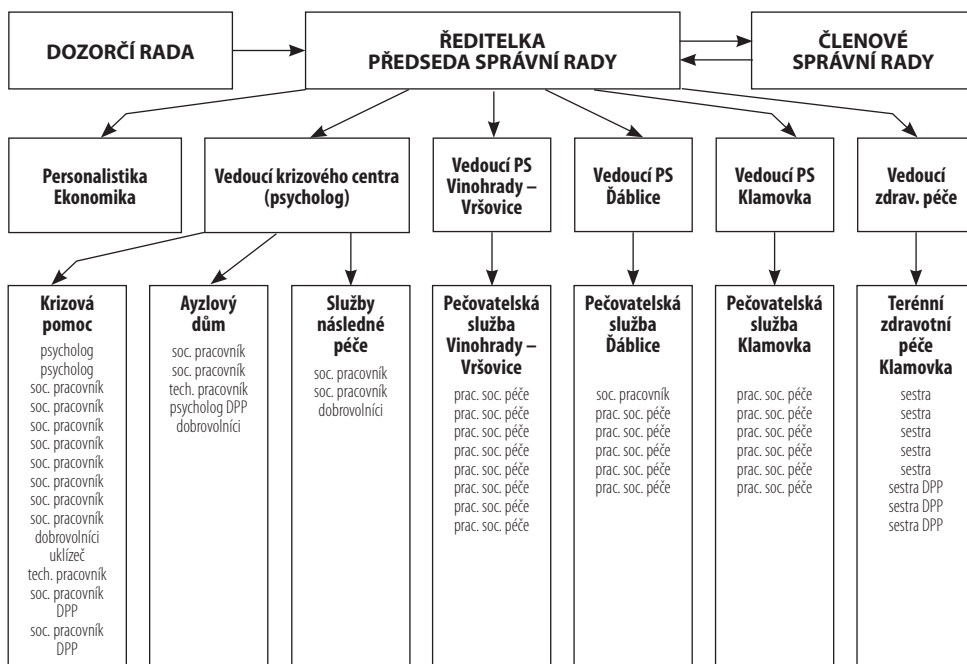 DOZORČÍ RADA
ŘEDITELKA
PŘEDSEDA SPRÁVNÍ RADY
ČLENOVÉ
SPRÁVNÍ RADY
Personalistika
Ekonomika
Vedoucí krizového centra
(psycholog)
Vedoucí PS
Vinohrady –
Vršovice
Vedoucí PS
Ďáblice
Vedoucí PS
Klamovka
Vedoucí
zdrav. péče
Krizová
pomoc
psycholog
psycholog
soc. pracovník
soc. pracovník
soc. pracovník
soc. pracovník
soc. pracovník
soc. pracovník
soc. pracovník
soc. pracovník
dobrovolníci
uklízeč
tech. pracovník
soc. pracovník
DPP
soc. pracovník
DPP
Ayzlový
dům
soc. pracovník
soc. pracovník
tech. pracovník
psycholog DPP
dobrovolníci
Služby
následné
péče
soc. pracovník
soc. pracovník
dobrovolníci
Pečovatelská
služba
Vinohrady –
Vršovice
prac. soc. péče
prac. soc. péče
prac. soc. péče
prac. soc. péče
prac. soc. péče
prac. soc. péče
prac. soc. péče
prac. soc. péče
Pečovatelská
služba
Ďáblice
soc. pracovník
prac. soc. péče
prac. soc. péče
prac. soc. péče
prac. soc. péče
prac. soc. péče
Pečovatelská
služba
Klamovka
prac. soc. péče
prac. soc. péče
prac. soc. péče
prac. soc. péče
prac. soc. péče
prac. soc. péče
Terénní
zdravotní
péče
Klamovka
sestra
sestra
sestra
sestra
sestra
sestra DPP
sestra DPP
sestra DPP